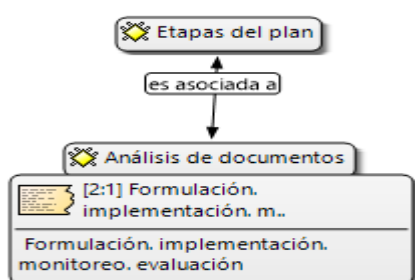 Etapas del plan
es asociada a
Análisis de documentos
[2:1] Formulación.
implementación. m..
Formulación. implementación.
monitoreo. evaluación